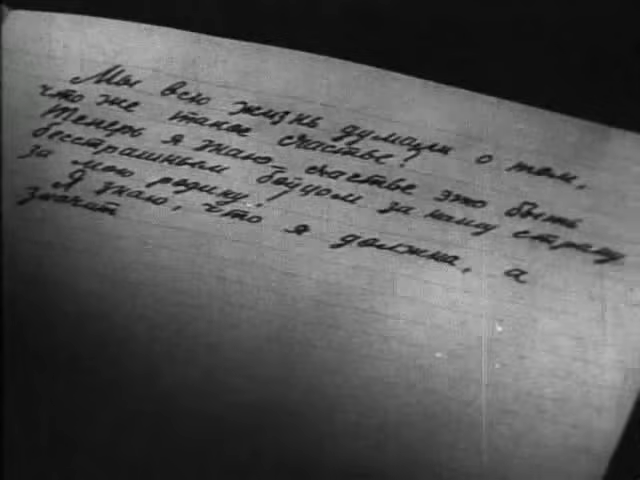 Мы всю жизнь думали о том,
что же такое счастье!
Теперь я знаю, счастье это быть
бесстрашным бойцом за нашу страну
за мою родину!
Я знаю, что я должна, а
значит